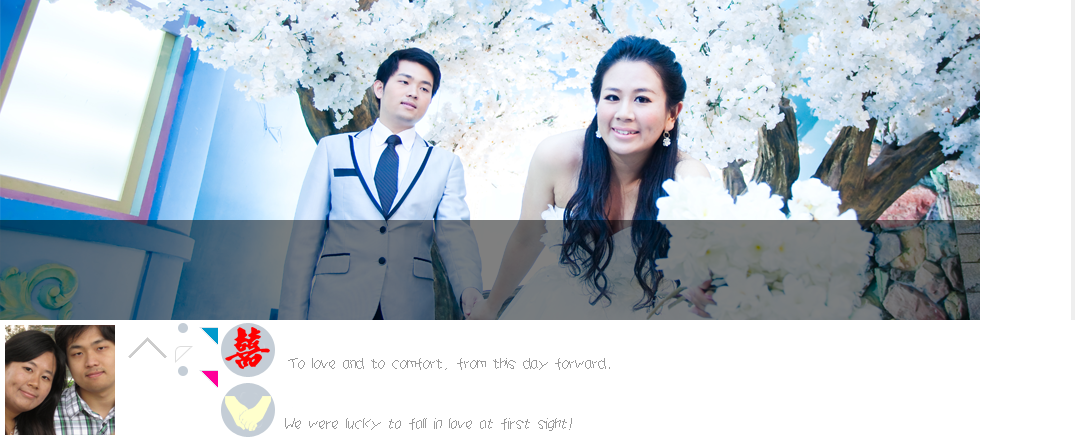 囍
To love and to comfort, from this day forward.
We were lucky to fall in love at first sight!